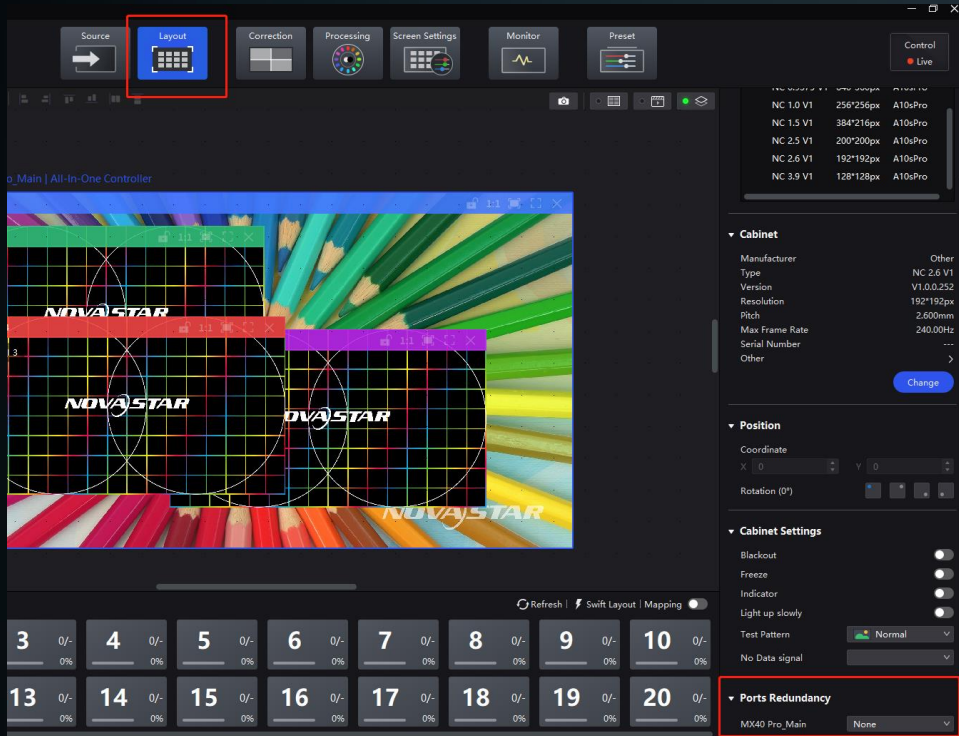 Source Layout Correction Processing Screen Settings Monitor Preset
Control
Live
NC 1.0 V1 256*256px A10sPro
NC 1.5 V1 384*216px A10sPro
NC 2.5 V1 200*200px A10sPro
NC 2.6 V1 192*192px A10sPro
NC 3.9 V1 128*128px A10sPro
_Main | All-In-One Controller
1:1
1:1
NOVASTAR
1:1
3
NOVASTAR
1:1
OVASTAR
NOVASTAR
Cabinet
Manufacturer Other
Type NC 2.6 V1
Version V1.0.0.252
Resolution 192*192px
Pitch 2.600mm
Max Frame Rate 240.00Hz
Serial Number ---
Other
Change
Position
Coordinate
X 0 Y 0
Rotation (0°)
Cabinet Settings
Blackout
Freeze
Indicator
Light up slowly
Test Pattern Normal
No Data signal
Ports Redundancy
MX40 Pro_Main None
Refresh | Swift Layout | Mapping
3 0/- 4 0/- 5 0/- 6 0/- 7 0/- 8 0/- 9 0/- 10 0/-
0% 0% 0% 0% 0% 0% 0% 0%
13 0/- 14 0/- 15 0/- 16 0/- 17 0/- 18 0/- 19 0/- 20 0/-
0% 0% 0% 0% 0% 0% 0% 0%